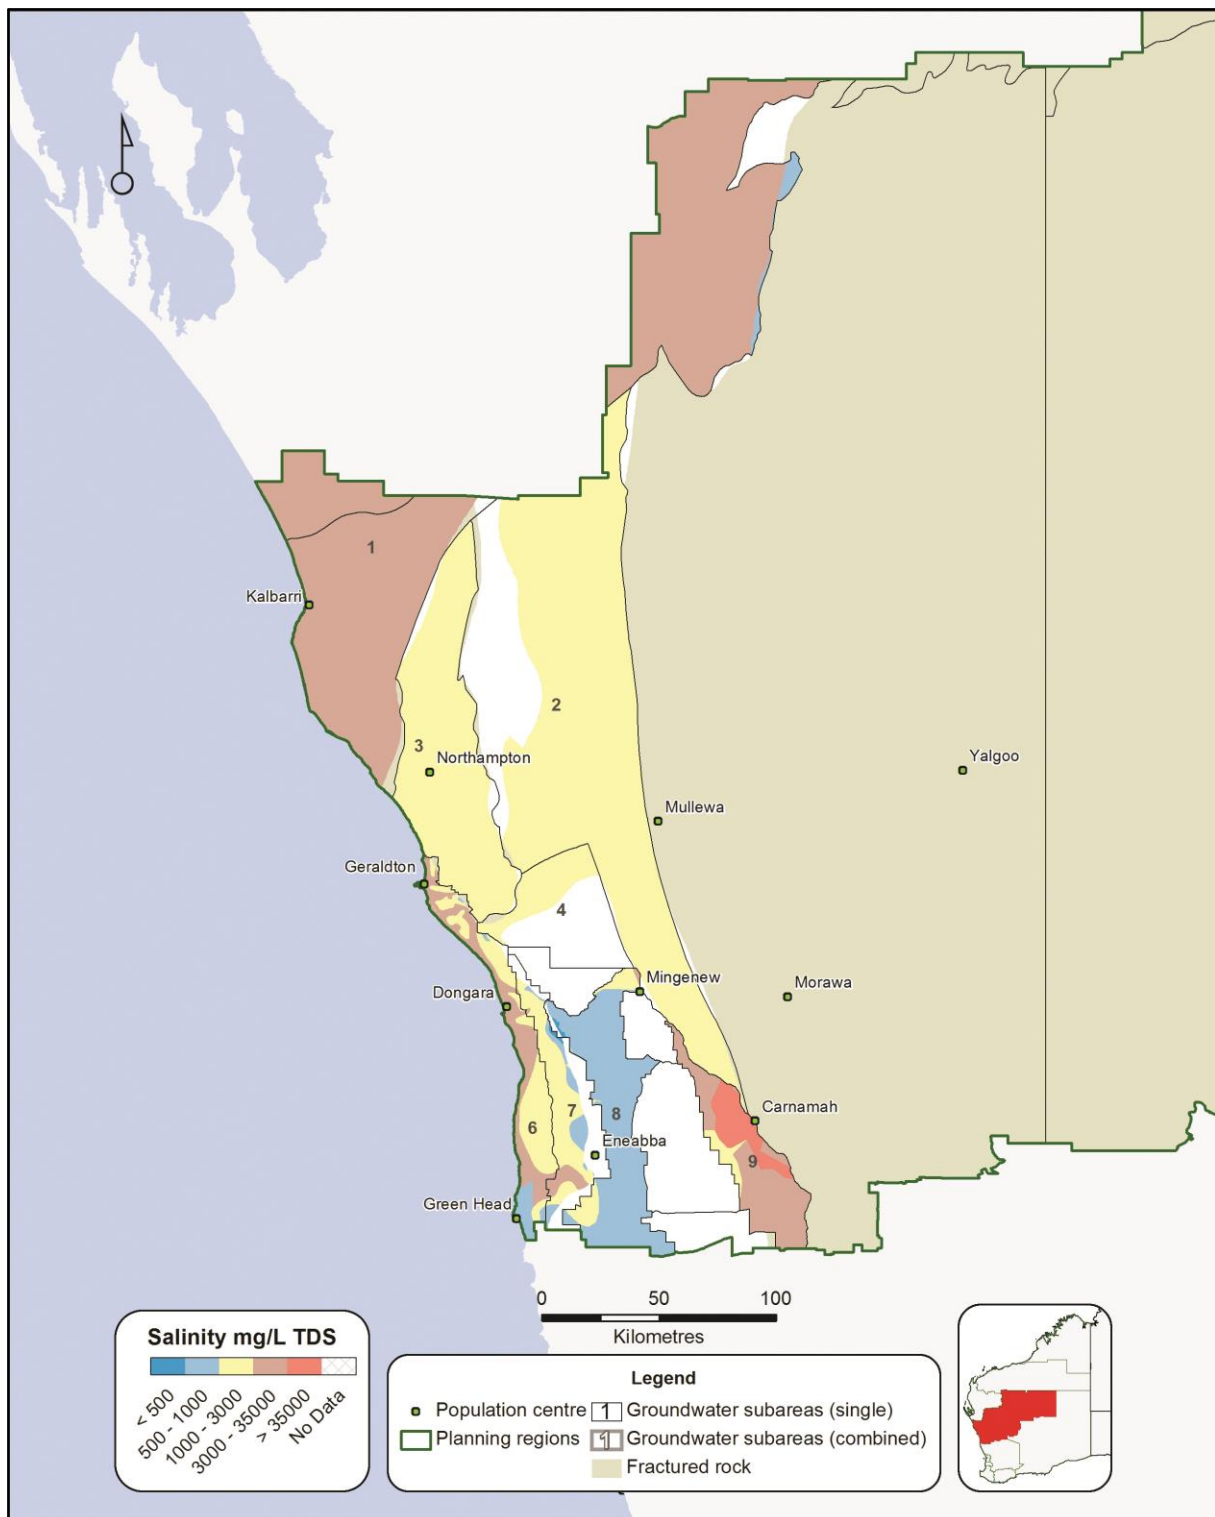 1
Kalbarri
2
3
Northampton
Yalgoo
Mullewa
Geraldton
4
Mingenew
Morawa
Dongara
Carnamah
8
7
6
Eneabba
9
Green Head
0 50 100
Kilometres
Salinity mg/L TDS
< 500
500 - 1000
1000 - 3000
3000 - 35000
> 35000
No Data
Legend
Population centre
1 Groundwater subareas (single)
Planning regions
1 Groundwater subareas (combined)
Fractured rock